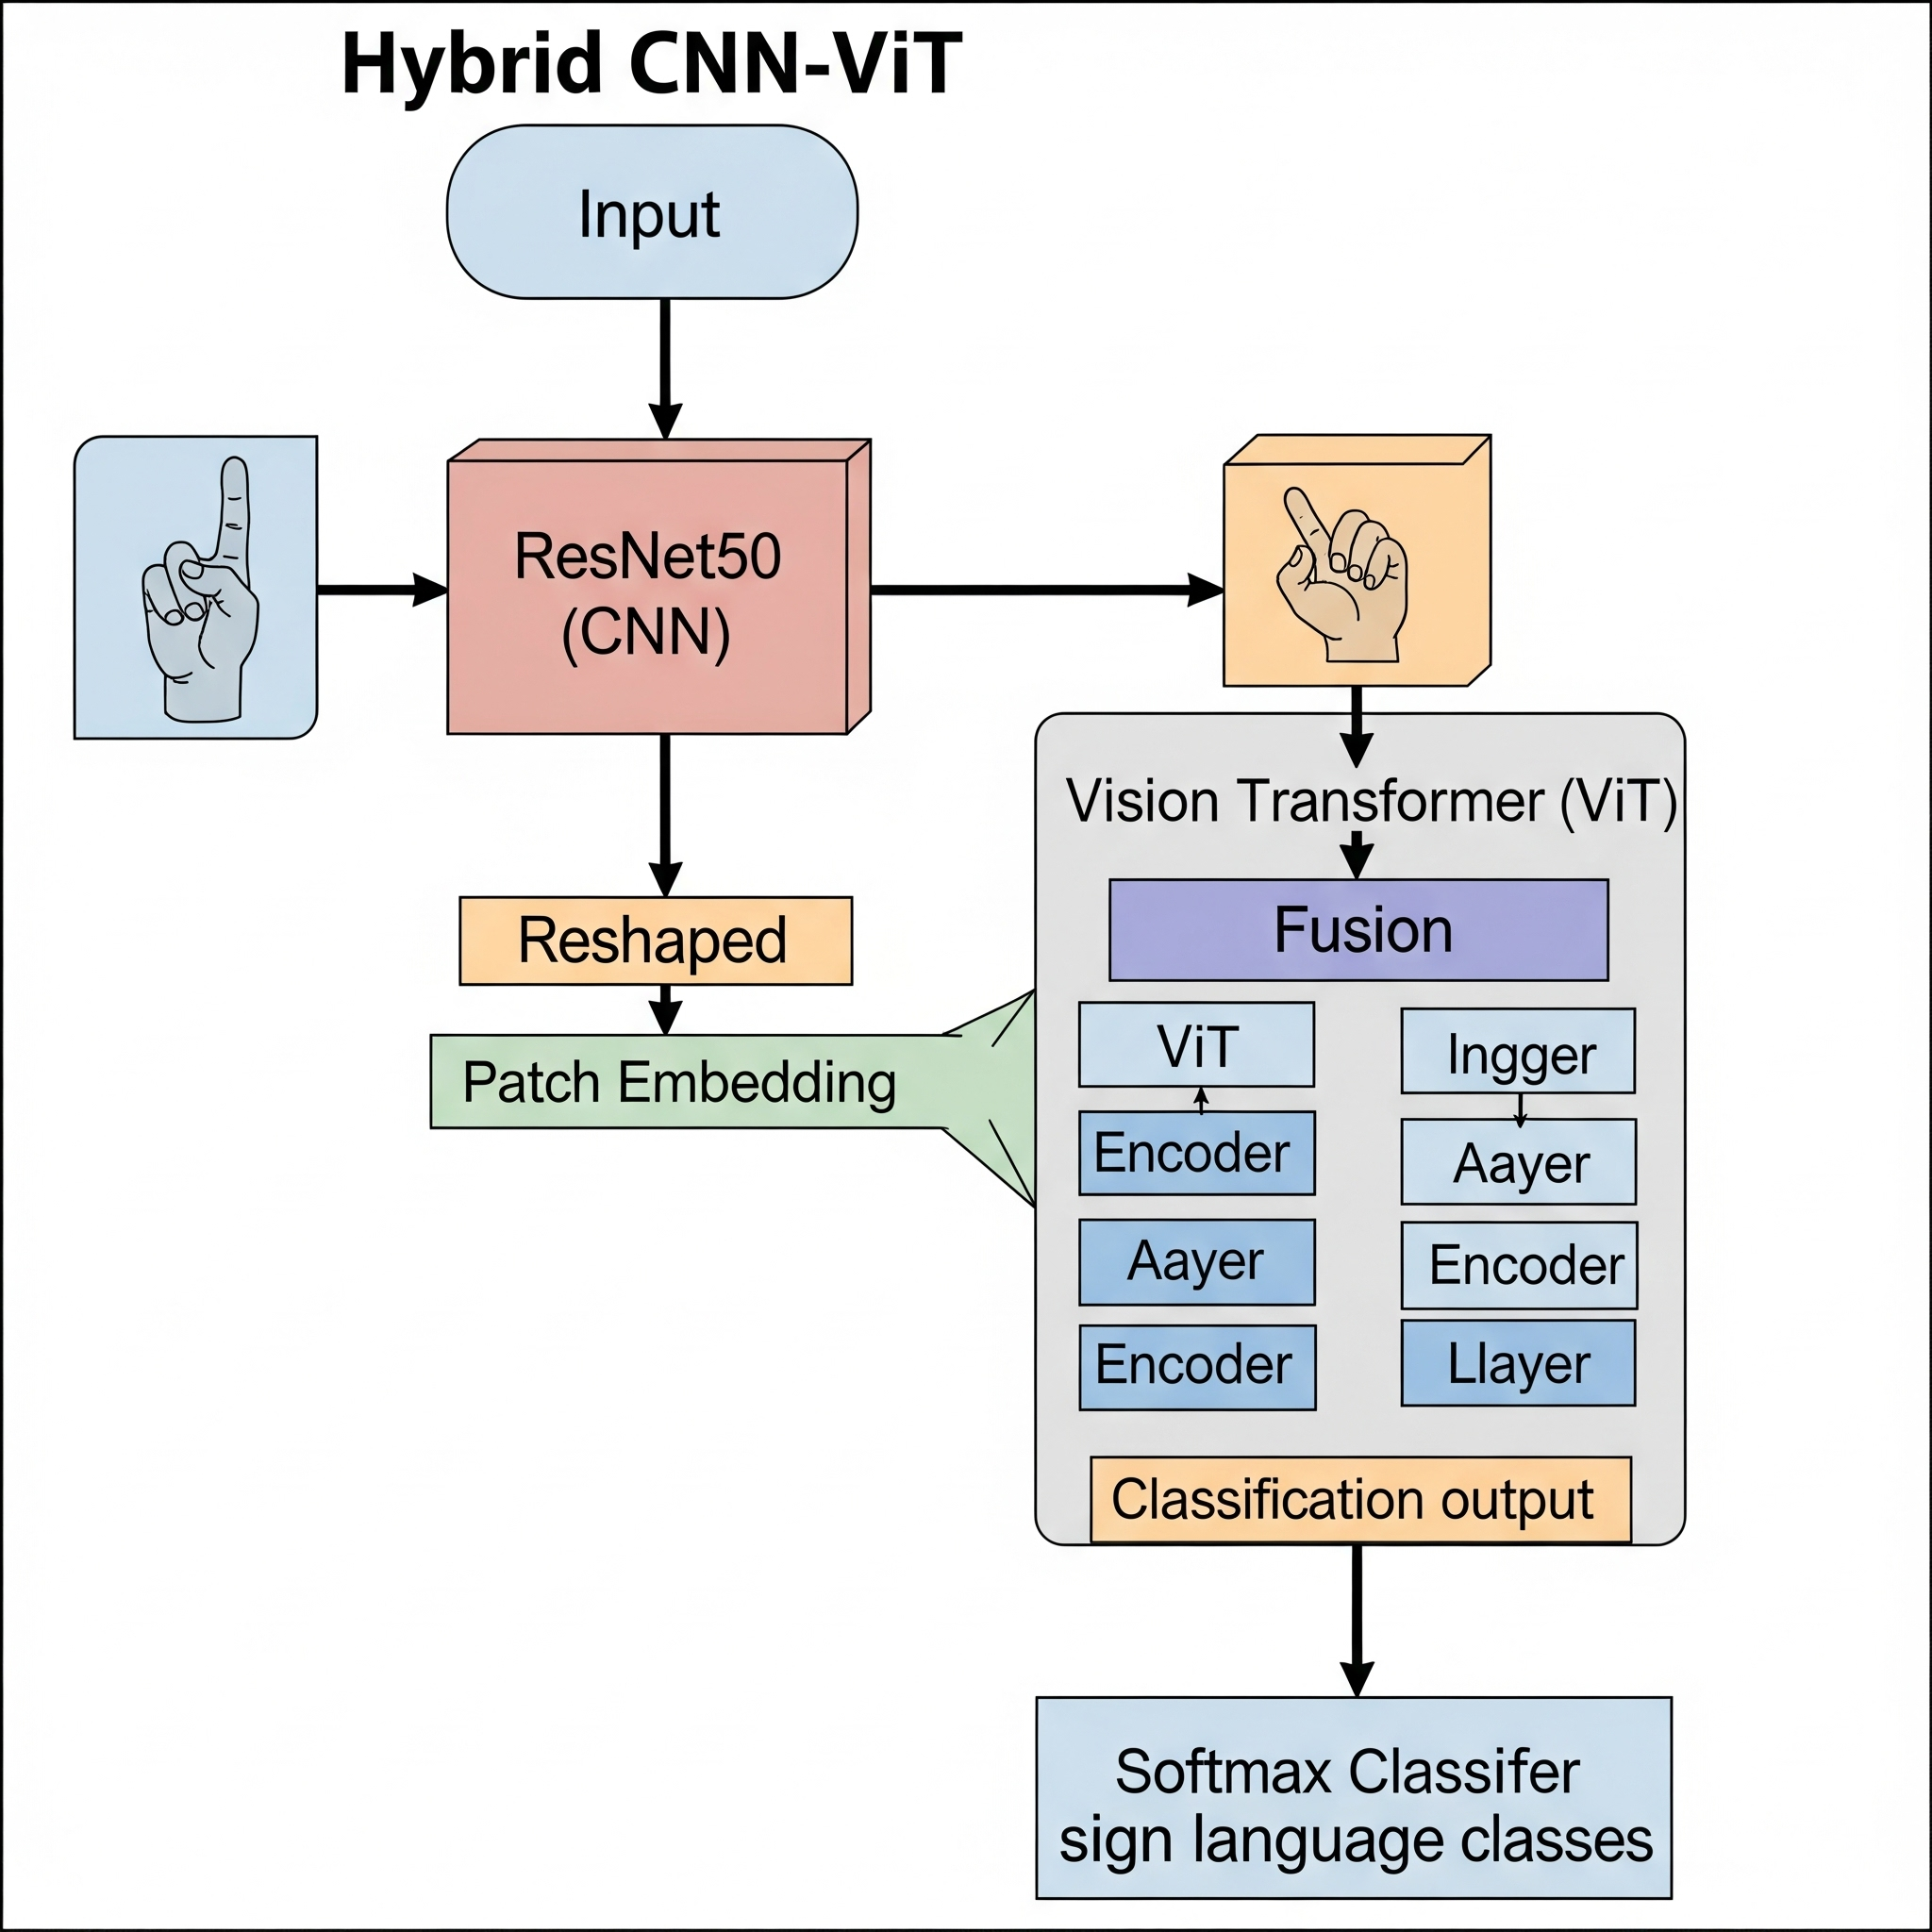 Hybrid CNN-ViT
Input
ResNet50
(CNN)
Reshaped
Patch Embedding
Vision Transformer (ViT)
Fusion
ViT
Encoder
Aayer
Encoder
Ingger
Aayer
Encoder
Llayer
Classification output
Softmax Classifer
sign language classes